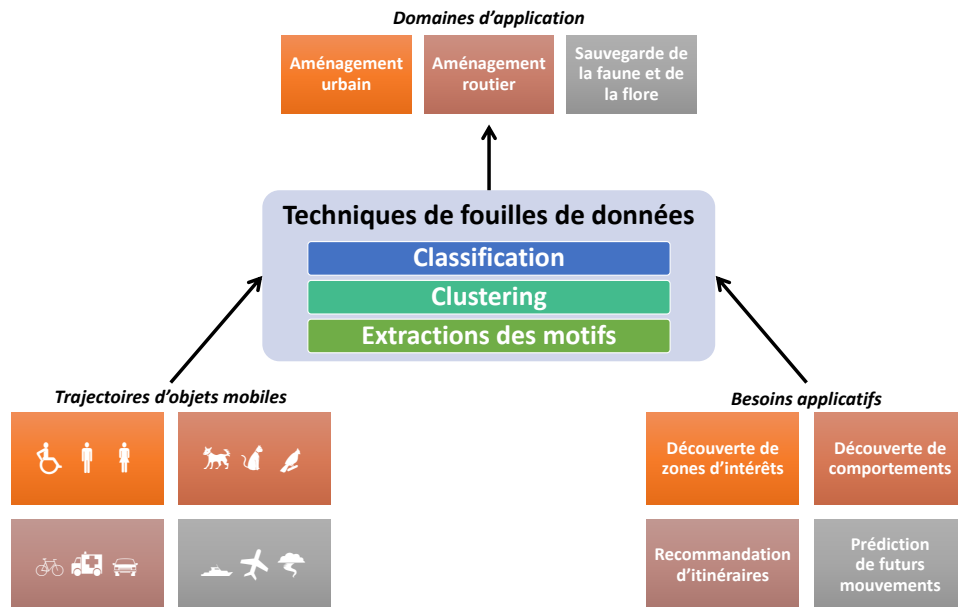 Domaines d’application
Aménagement
urbain
Aménagement
routier
Sauvegarde de
la faune et de
la flore
Techniques de fouilles de données
Classification
Clustering
Extractions des motifs
Trajectoires d’objets mobiles
Besoins applicatifs
Découverte de
zones d’intérêts
Découverte de
comportements
Recommandation
d’itinéraires
Prédiction
de futurs
mouvements